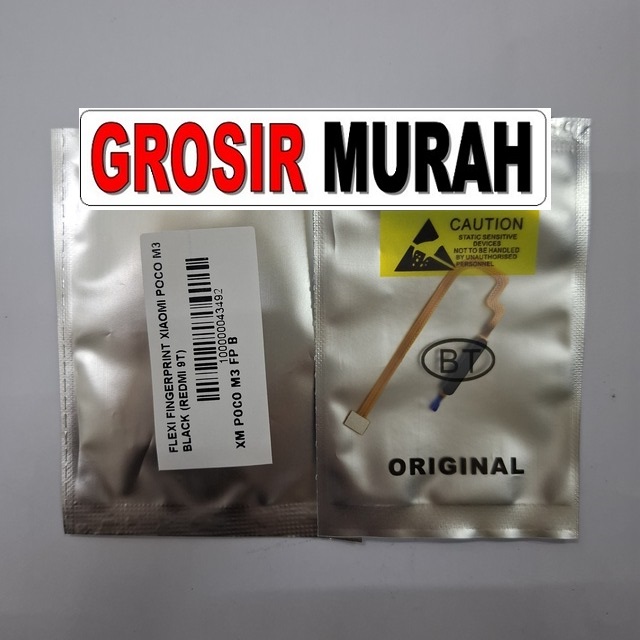 GROSIR MURAH
FLEXI FINGERPRINT XIAOMI POCO M3
BLACK (REDMI 9T)
100000043492
XM POCO M3 FP B
CAUTION
STATIC SENSITIVE
DEVICES
NOT TO BE HANDLED
BY UNAUTHORISED
PERSONNEL
BT
ORIGINAL